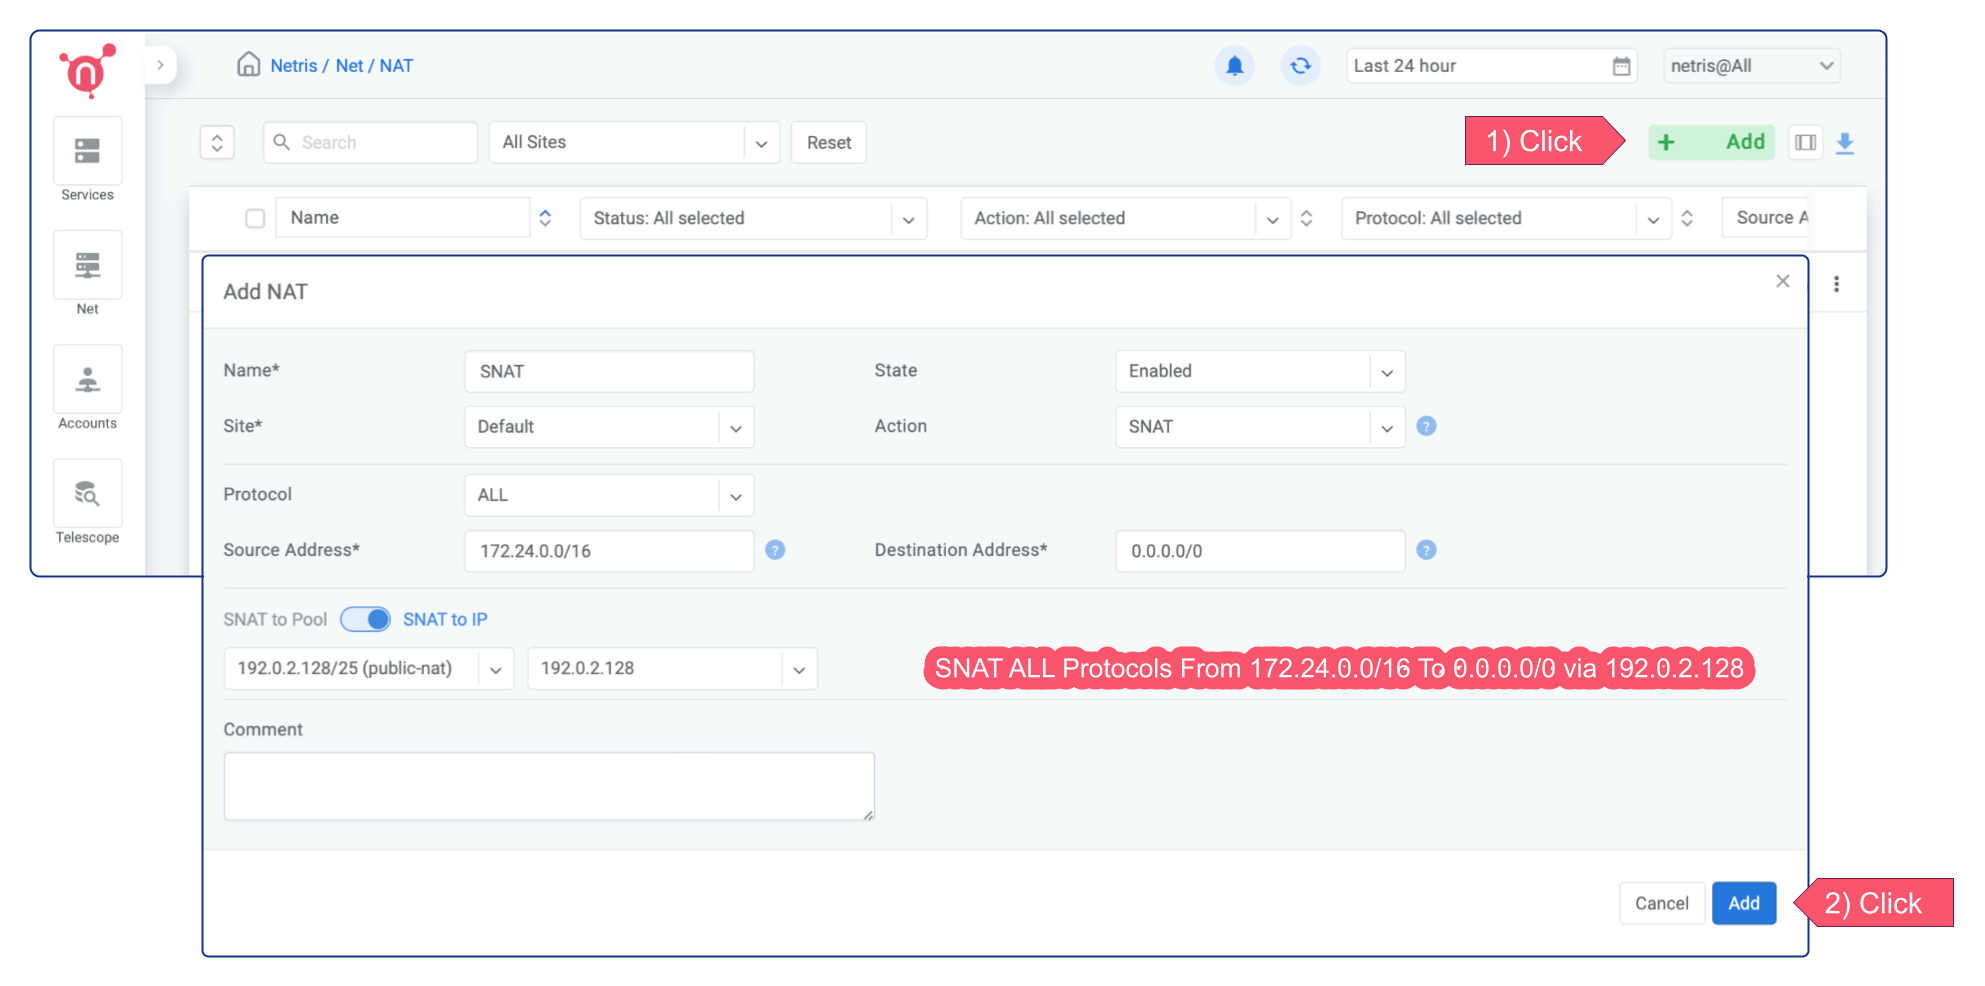 Netris / Net / NAT
Last 24 hour
netris@All
Search
All Sites
Reset
1) Click
+ Add
Services
Name
Status: All selected
Action: All selected
Protocol: All selected
Source A
Net
Accounts
Telescope
Add NAT
Name*
SNAT
State
Enabled
Site*
Default
Action
SNAT
?
Protocol
ALL
Source Address*
172.24.0.0/16
?
Destination Address*
0.0.0.0/0
?
SNAT to Pool
SNAT to IP
192.0.2.128/25 (public-nat)
192.0.2.128
SNAT ALL Protocols From 172.24.0.0/16 To 0.0.0.0/0 via 192.0.2.128
Comment
Cancel
Add
2) Click